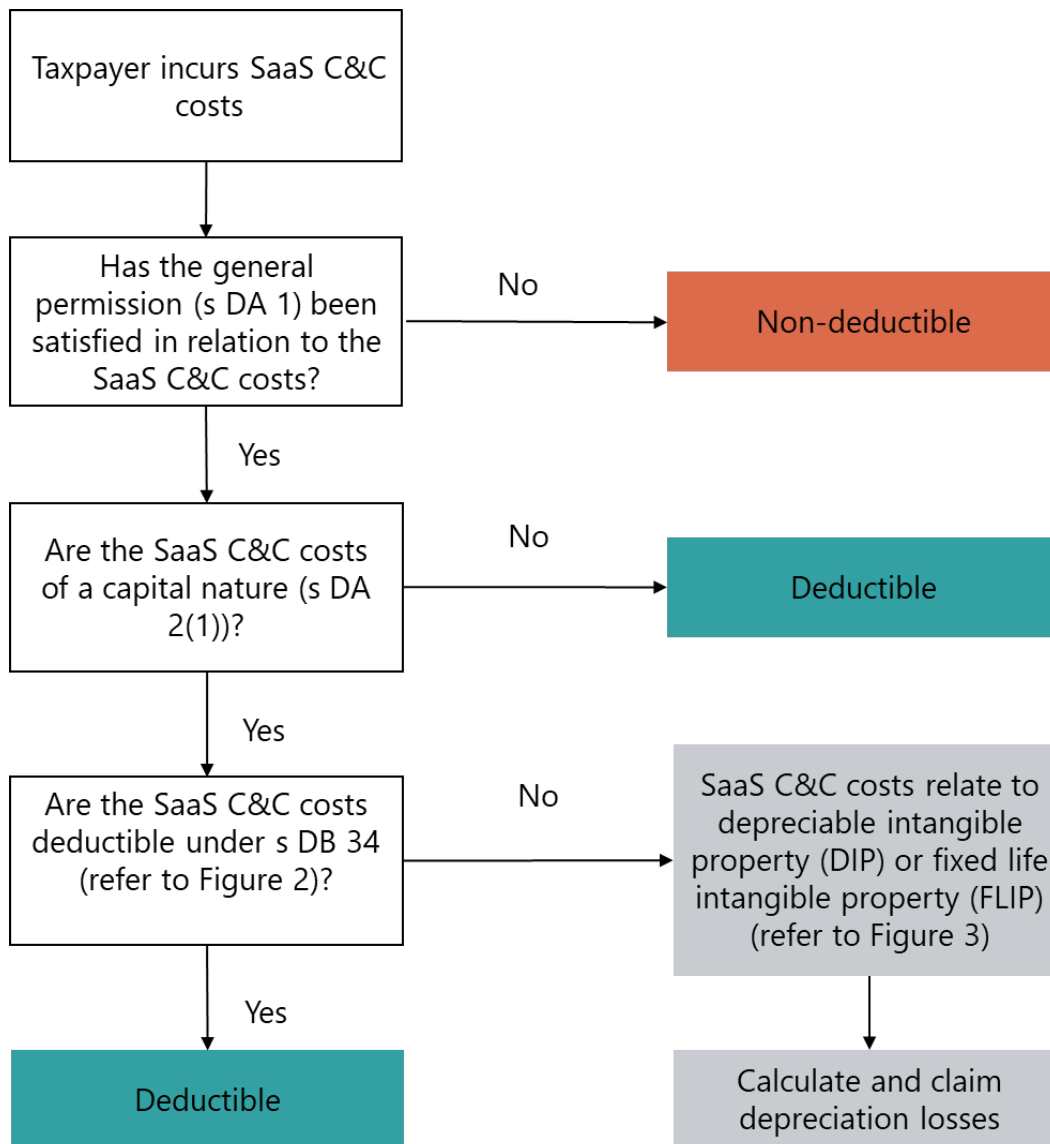 Taxpayer incurs SaaS C&C
costs
Has the general
permission (s DA 1) been
satisfied in relation to the
SaaS C&C costs?
No
Non-deductible
Yes
Are the SaaS C&C costs
of a capital nature (s DA
2(1))?
No
Deductible
Yes
Are the SaaS C&C costs
deductible under s DB 34
(refer to Figure 2)?
No
SaaS C&C costs relate to
depreciable intangible
property (DIP) or fixed life
intangible property (FLIP)
(refer to Figure 3)
Yes
Deductible
Calculate and claim
depreciation losses